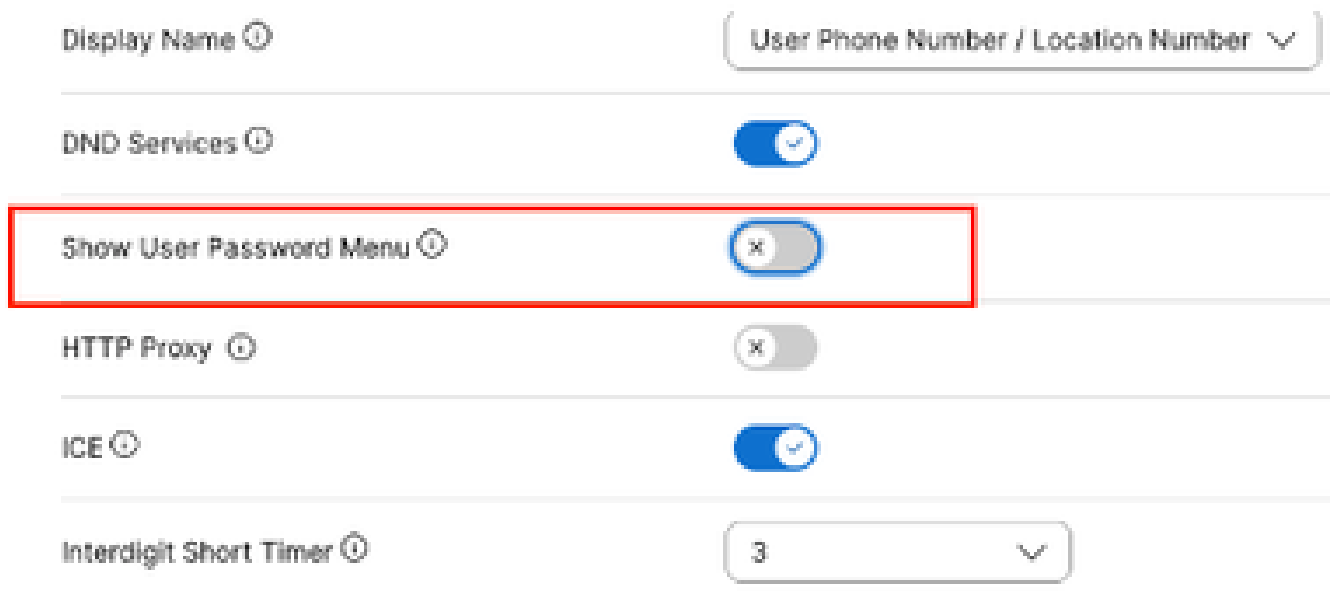 Display Name
User Phone Number / Location Number
DND Services
Show User Password Menu
HTTP Proxy
ICE
Interdigit Short Timer
3